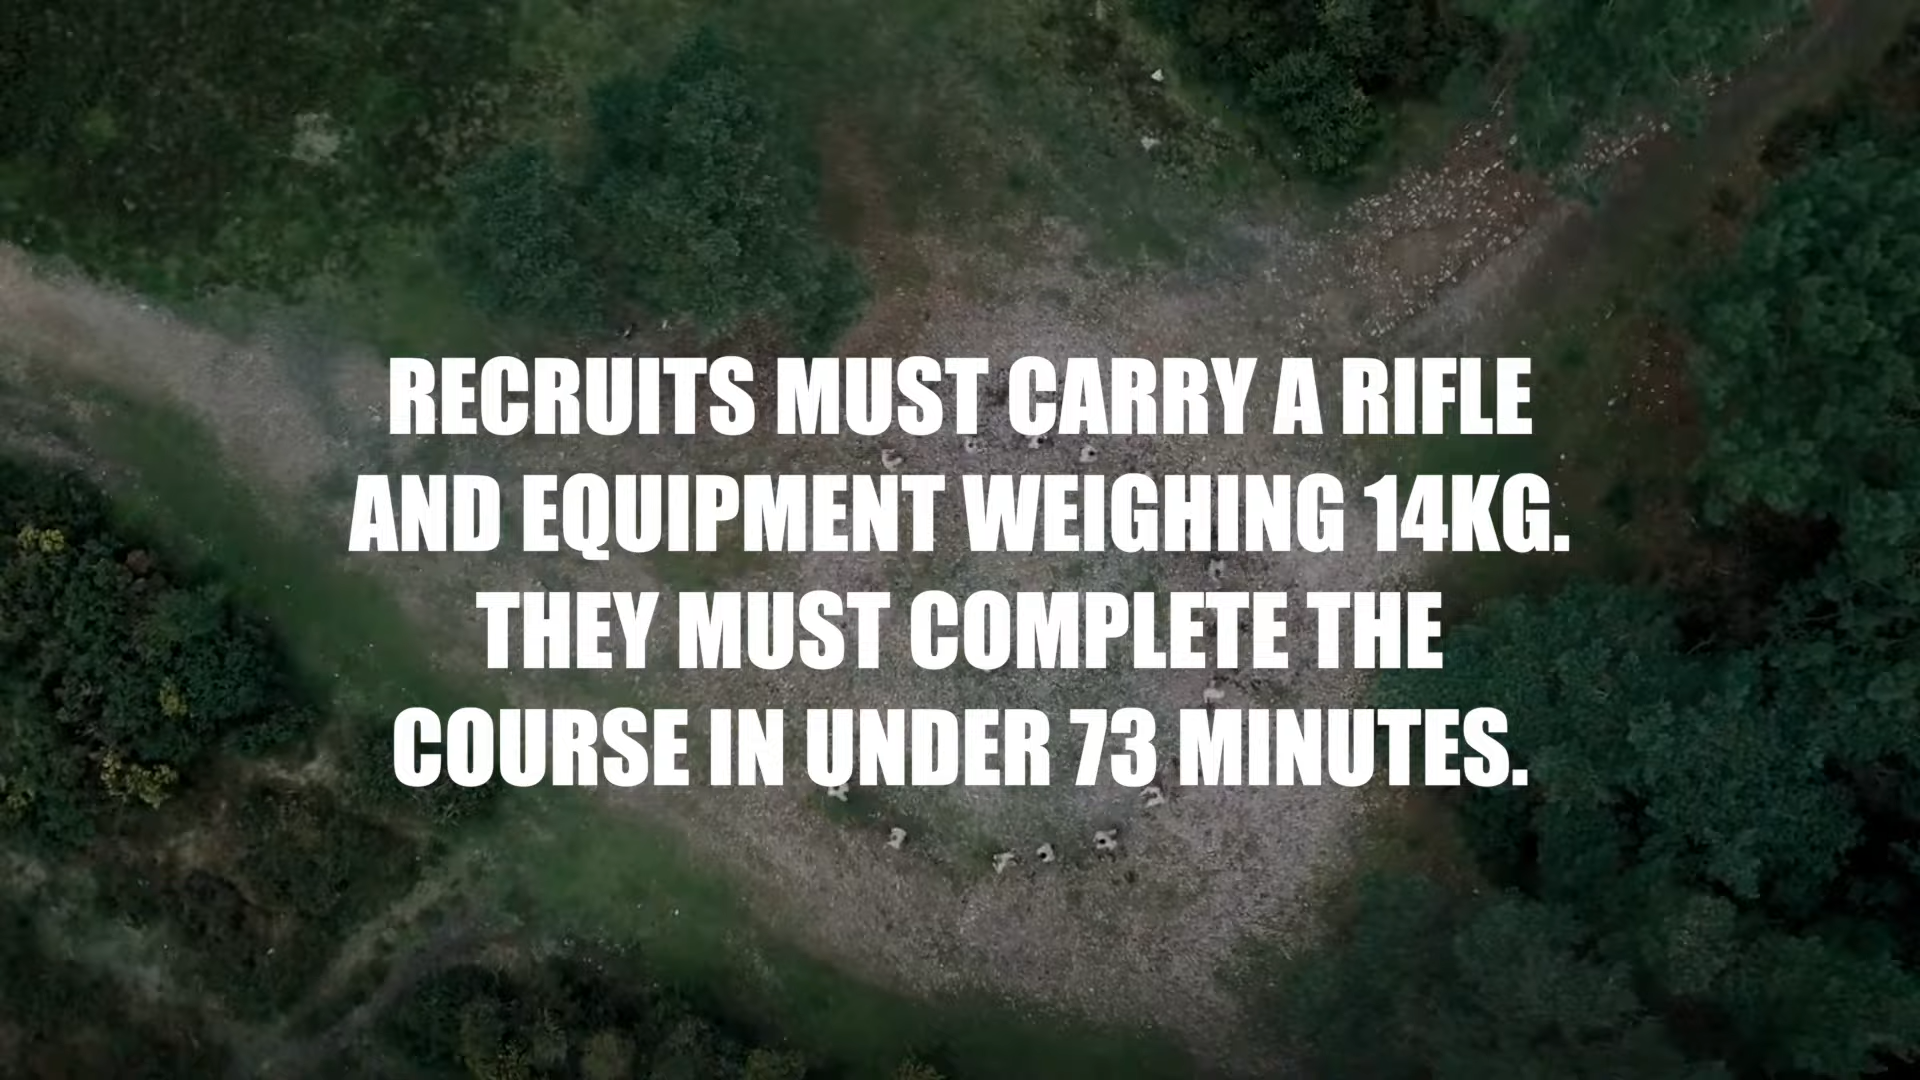 RECRUITS MUST CARRY A RIFLE
AND EQUIPMENT WEIGHING 14KG.
THEY MUST COMPLETE THE
COURSE IN UNDER 73 MINUTES.